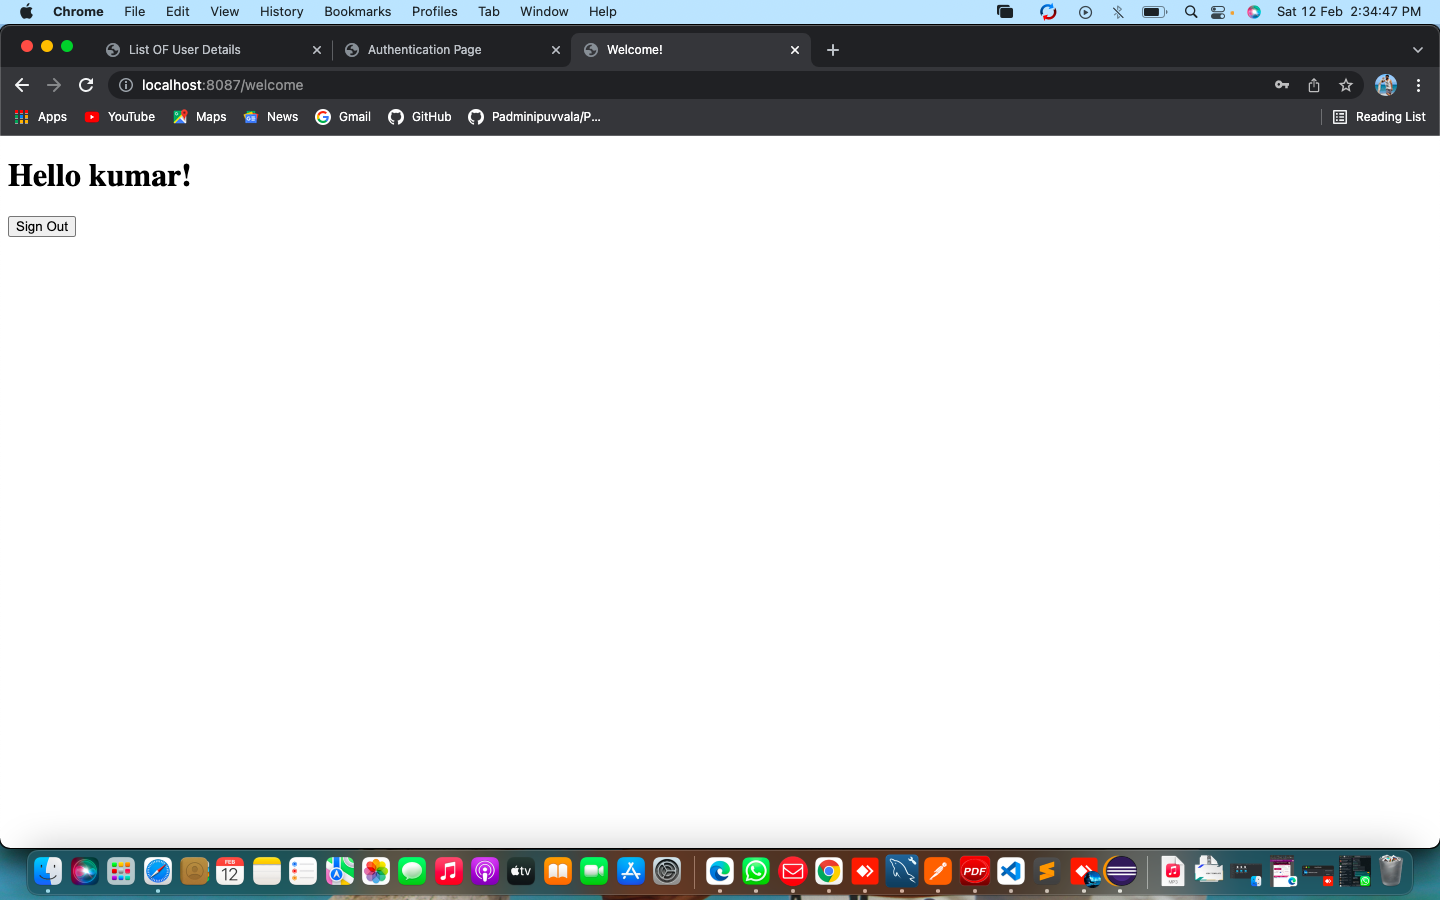 Chrome File Edit View History Bookmarks Profiles Tab Window Help Sat 12 Feb 2:34:47 PM
List OF User Details Authentication Page Welcome!
localhost:8087/welcome
Apps YouTube Maps News Gmail GitHub Padminipuvvala/P... Reading List
Hello kumar!
Sign Out
FEB
12
tv
PDF
MP3